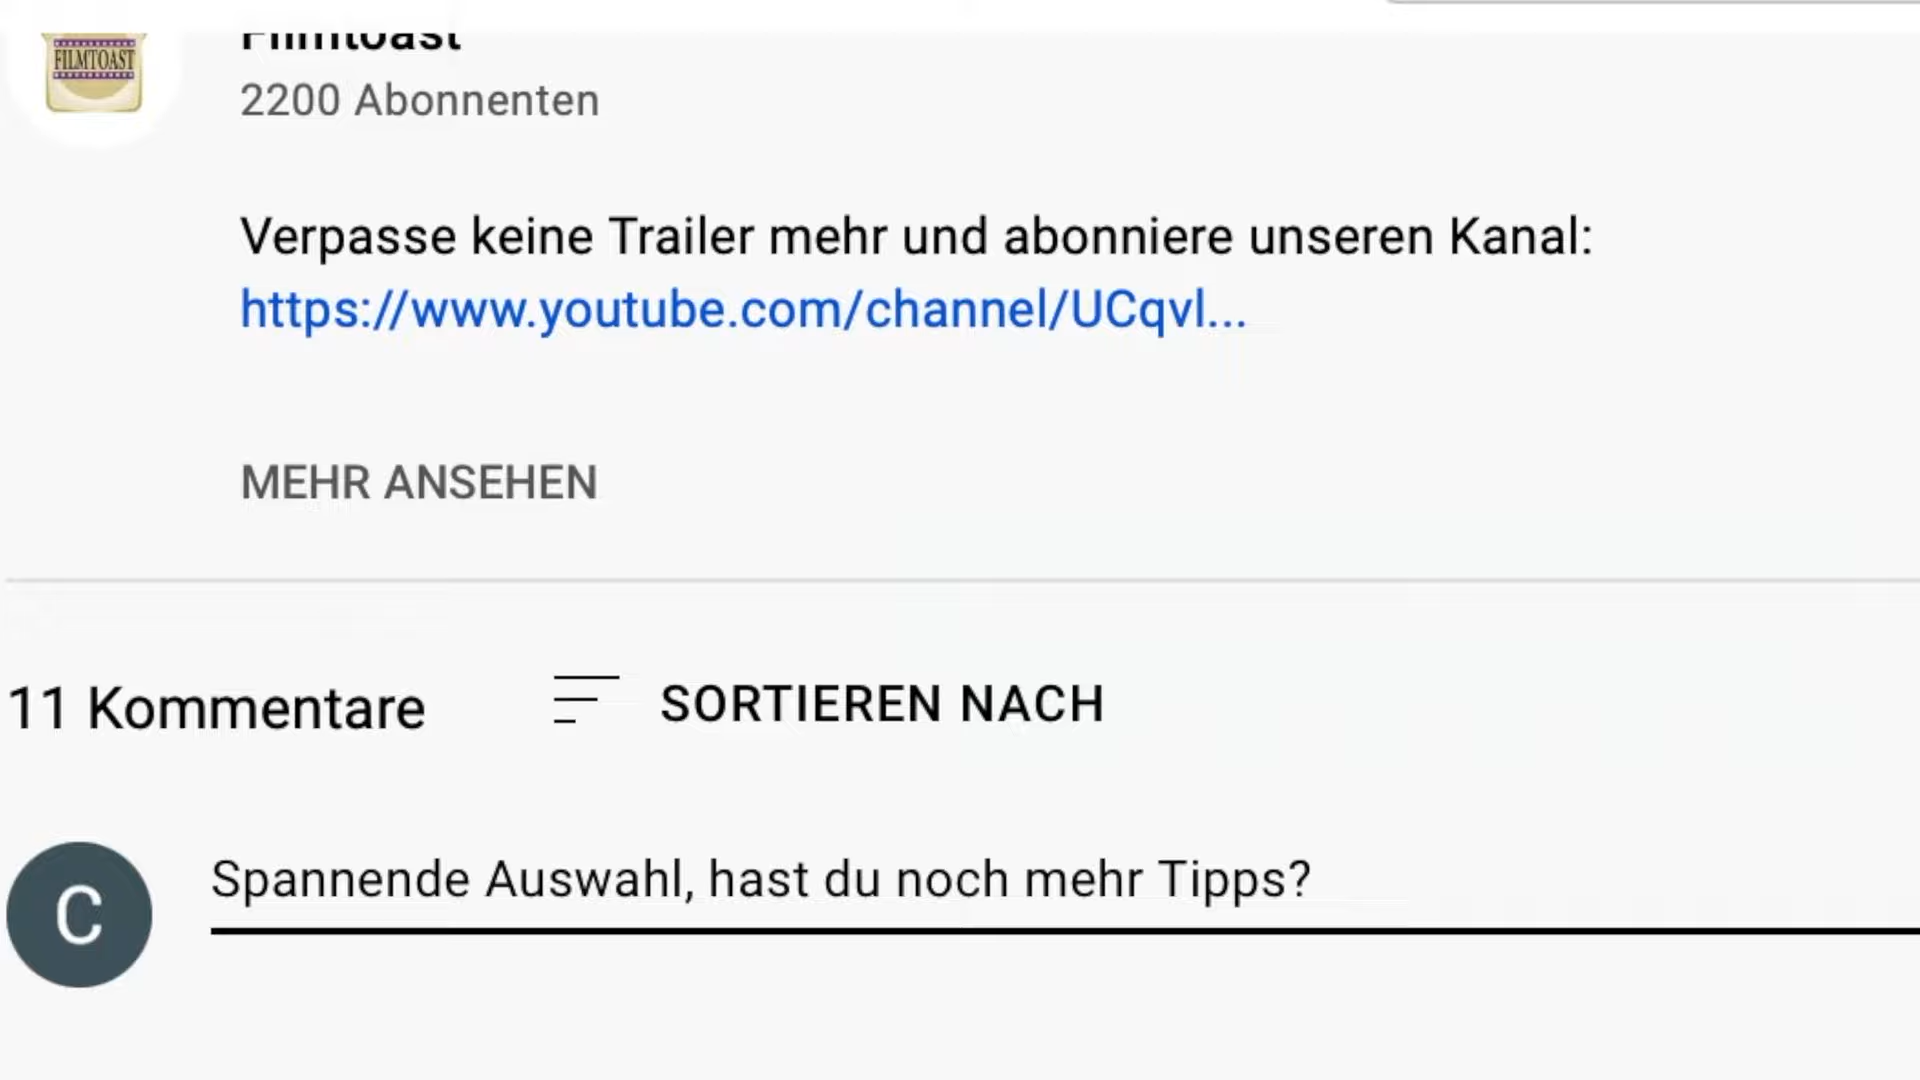 FILMTOAST
Filmtoast
2200 Abonnenten
Verpasse keine Trailer mehr und abonniere unseren Kanal:
https://www.youtube.com/channel/UCqvl...
MEHR ANSEHEN
11 Kommentare
SORTIEREN NACH
C
Spannende Auswahl, hast du noch mehr Tipps?